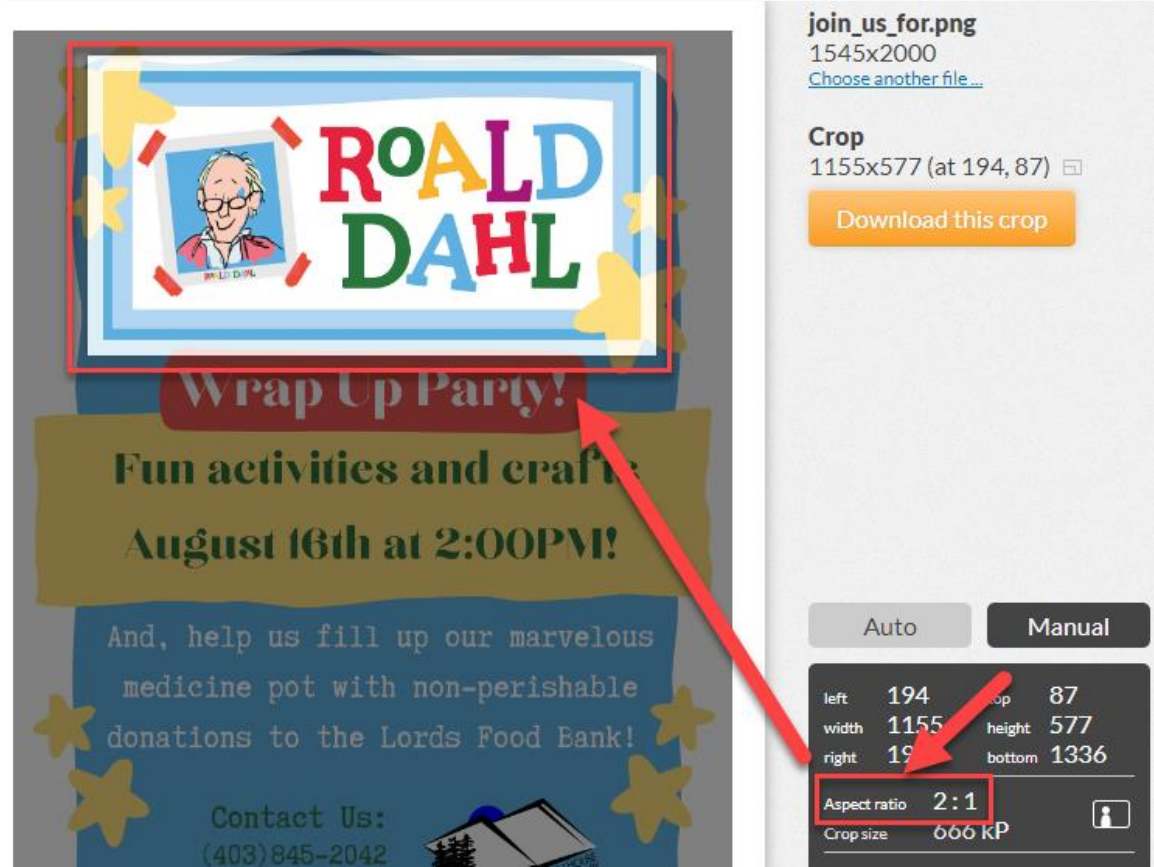 ROALD
DAHL
Wrap Up Party!
Fun activities and crafts
August 16th at 2:00PM!
And, help us fill up our marvelous
medicine pot with non-perishable
donations to the Lords Food Bank!
Contact Us:
(403)845-2042
join_us_for.png
1545x2000
Choose another file ...
Crop
1155x577 (at 194, 87)
Download this crop
Auto Manual
left 194 87
width 1155 height 577
right bottom 1336
Aspect ratio 2:1
Crop size 666 kP